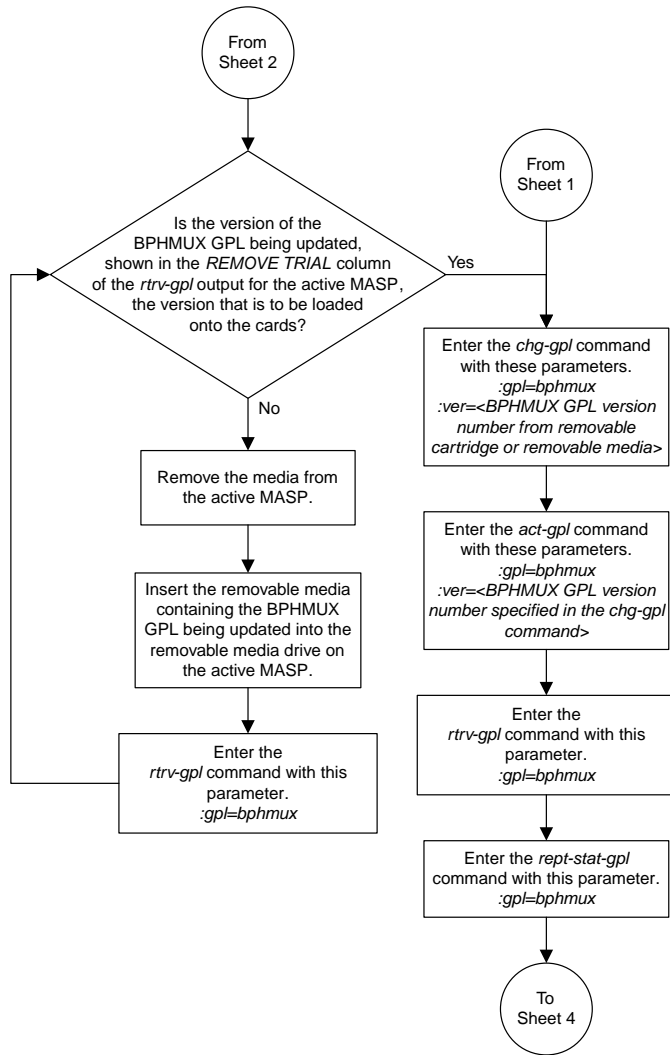 From
Sheet 2
Is the version of the
BPHMUX GPL being updated,
shown in the REMOVE TRIAL column
of the rtrv-gpl output for the active MASP,
the version that is to be loaded
onto the cards?
Yes
No
Remove the media from
the active MASP.
Insert the removable media
containing the BPHMUX
GPL being updated into the
removable media drive on
the active MASP.
Enter the
rtrv-gpl command with this
parameter.
:gpl=bphmux
From
Sheet 1
Enter the chg-gpl command
with these parameters.
:gpl=bphmux
:ver=<BPHMUX GPL version
number from removable
cartridge or removable media>
Enter the act-gpl command
with these parameters.
:gpl=bphmux
:ver=<BPHMUX GPL version
number specified in the chg-gpl
command>
Enter the
rtrv-gpl command with this
parameter.
:gpl=bphmux
Enter the rept-stat-gpl
command with this parameter.
:gpl=bphmux
To
Sheet 4